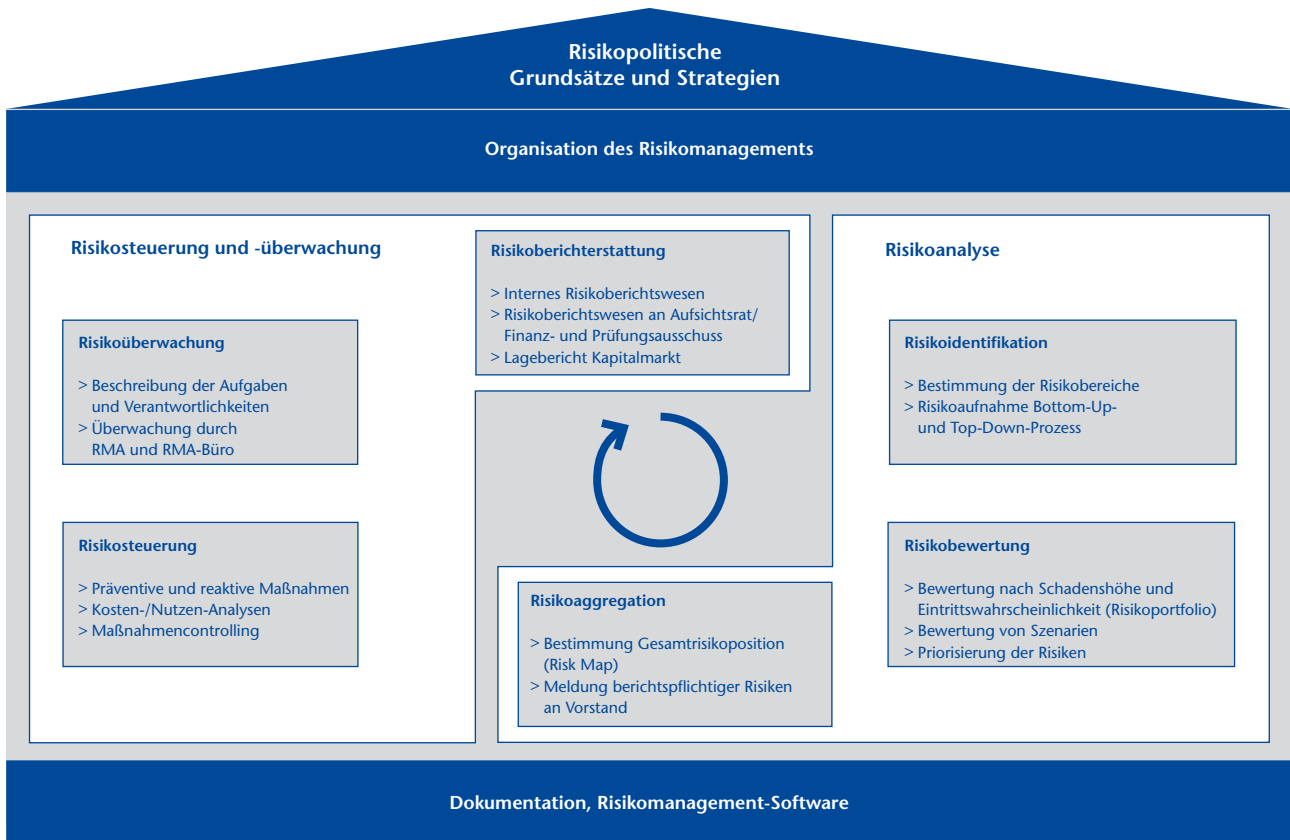 Risikopolitische
Grundsätze und Strategien
Organisation des Risikomanagements
Risikosteuerung und -überwachung
Risikoberichterstattung
> Internes Risikoberichtswesen
> Risikoberichtswesen an Aufsichtsrat/
Finanz- und Prüfungsausschuss
> Lagebericht Kapitalmarkt
Risikoüberwachung
> Beschreibung der Aufgaben
und Verantwortlichkeiten
> Überwachung durch
RMA und RMA-Büro
Risikosteuerung
> Präventive und reaktive Maßnahmen
> Kosten-/Nutzen-Analysen
> Maßnahmencontrolling
Risikoanalyse
Risikoidentifikation
> Bestimmung der Risikobereiche
> Risikoaufnahme Bottom-Up-
und Top-Down-Prozess
Risikobewertung
> Bewertung nach Schadenshöhe und
Eintrittswahrscheinlichkeit (Risikoportfolio)
> Bewertung von Szenarien
> Priorisierung der Risiken
Risikoaggregation
> Bestimmung Gesamtrisikoposition
(Risk Map)
> Meldung berichtspflichtiger Risiken
an Vorstand
Dokumentation, Risikomanagement-Software